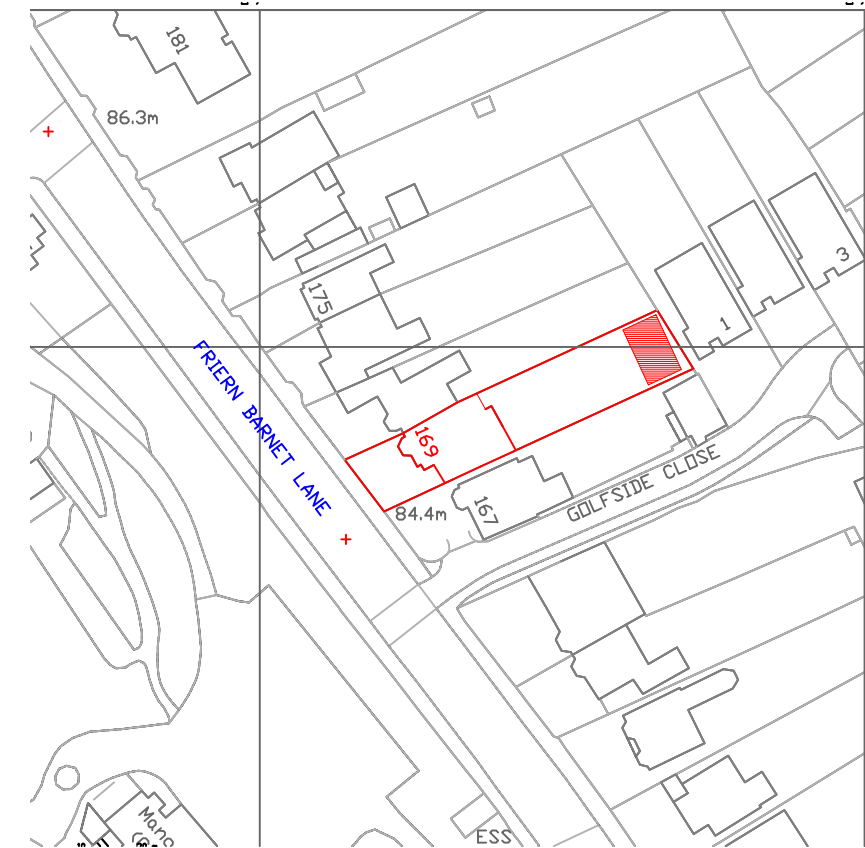 181
86.3m
175
3
1
FRIERN BARNET LANE
169
84.4m
167
GOLFSIDE CLOSE
ESS